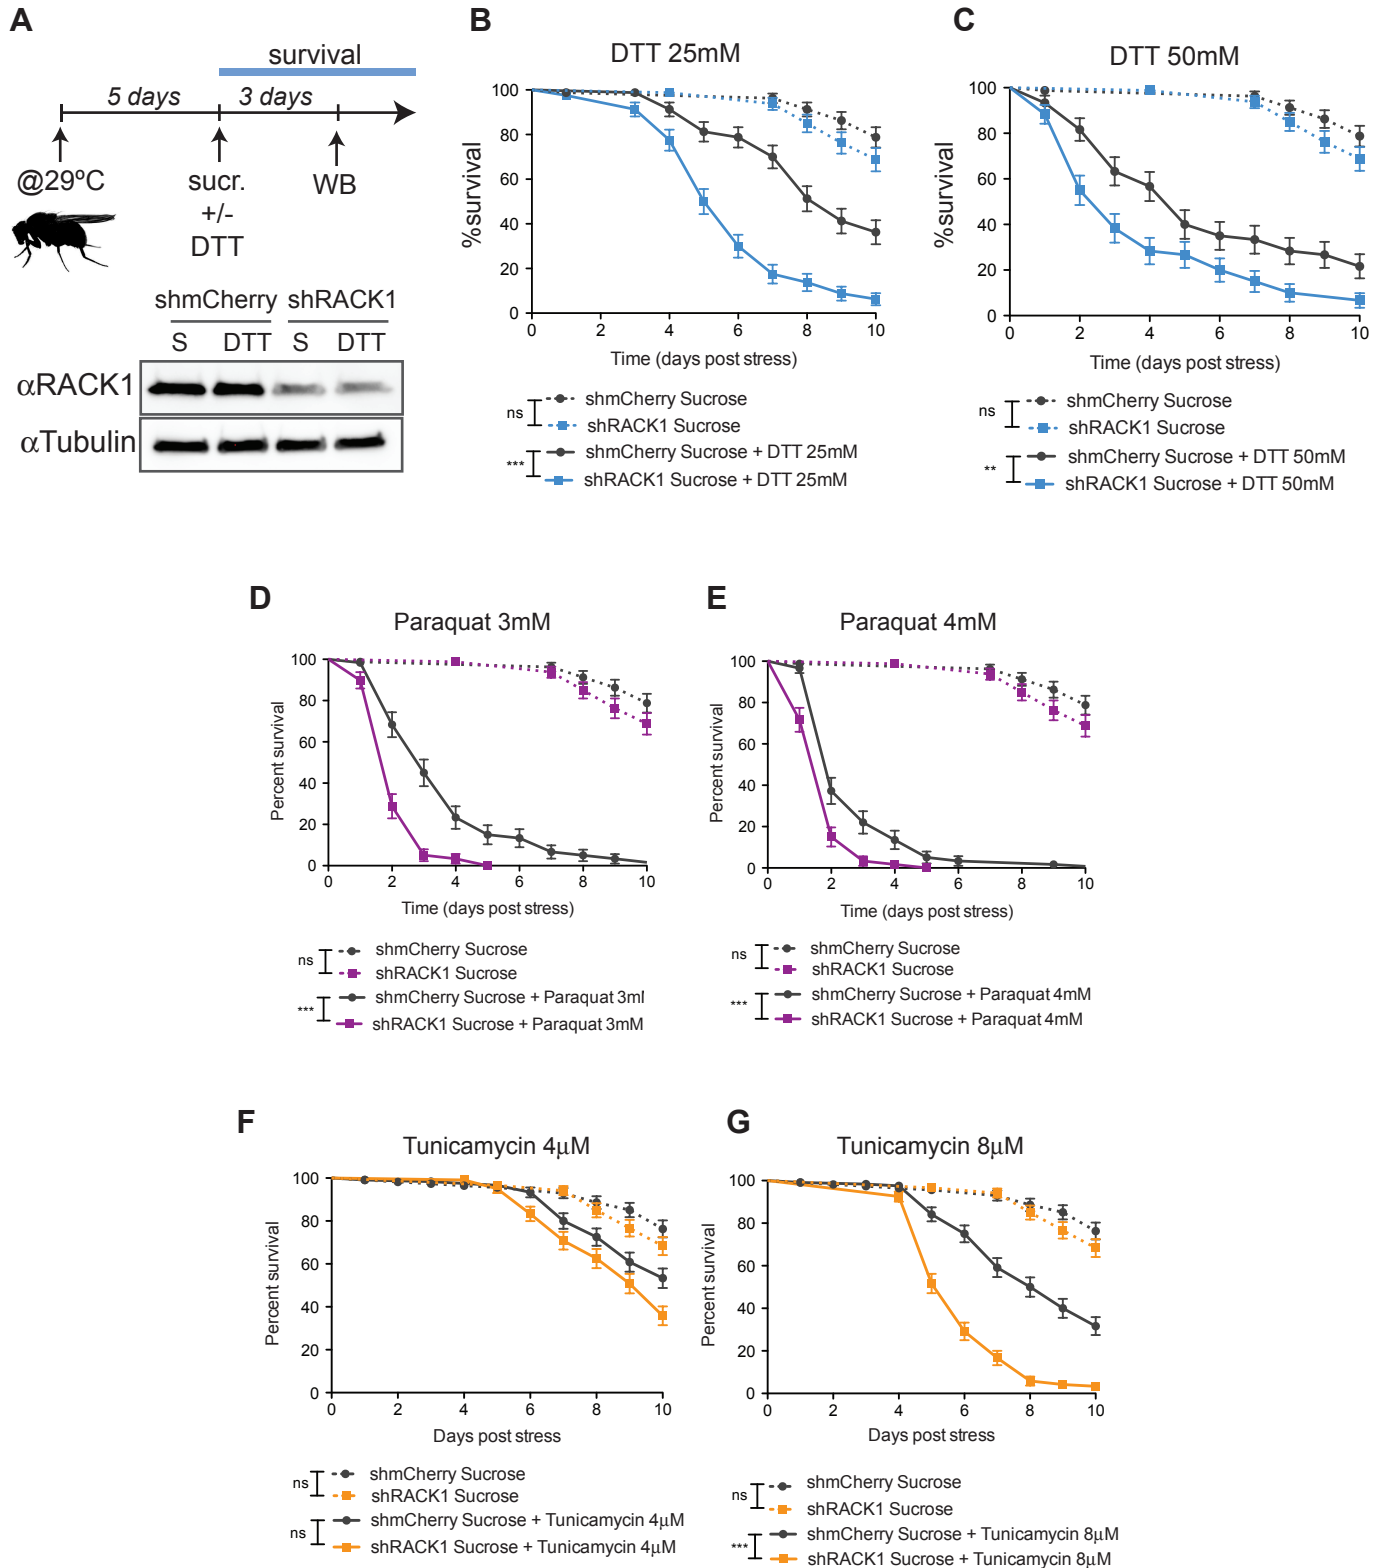 A
survival
5 days
3 days
@29ºC
sucr.
+/-
DTT
WB
shmCherry shRACK1
S DTT S DTT
αRACK1
αTubulin
B
DTT 25mM
%survival
100
80
60
40
20
0
0 2 4 6 8 10
Time (days post stress)
ns
shmCherry Sucrose
shRACK1 Sucrose
***
shmCherry Sucrose + DTT 25mM
shRACK1 Sucrose + DTT 25mM
C
DTT 50mM
%survival
100
80
60
40
20
0
0 2 4 6 8 10
Time (days post stress)
ns
shmCherry Sucrose
shRACK1 Sucrose
**
shmCherry Sucrose + DTT 50mM
shRACK1 Sucrose + DTT 50mM
D
Paraquat 3mM
Percent survival
100
80
60
40
20
0
0 2 4 6 8 10
Time (days post stress)
ns
shmCherry Sucrose
shRACK1 Sucrose
***
shmCherry Sucrose + Paraquat 3ml
shRACK1 Sucrose + Paraquat 3mM
E
Paraquat 4mM
Percent survival
100
80
60
40
20
0
0 2 4 6 8 10
Time (days post stress)
ns
shmCherry Sucrose
shRACK1 Sucrose
***
shmCherry Sucrose + Paraquat 4mM
shRACK1 Sucrose + Paraquat 4mM
F
Tunicamycin 4μM
Percent survival
100
80
60
40
20
0
0 2 4 6 8 10
Days post stress
ns
shmCherry Sucrose
shRACK1 Sucrose
ns
shmCherry Sucrose + Tunicamycin 4μM
shRACK1 Sucrose + Tunicamycin 4μM
G
Tunicamycin 8μM
Percent survival
100
80
60
40
20
0
0 2 4 6 8 10
Days post stress
ns
shmCherry Sucrose
shRACK1 Sucrose
***
shmCherry Sucrose + Tunicamycin 8μM
shRACK1 Sucrose + Tunicamycin 8μM